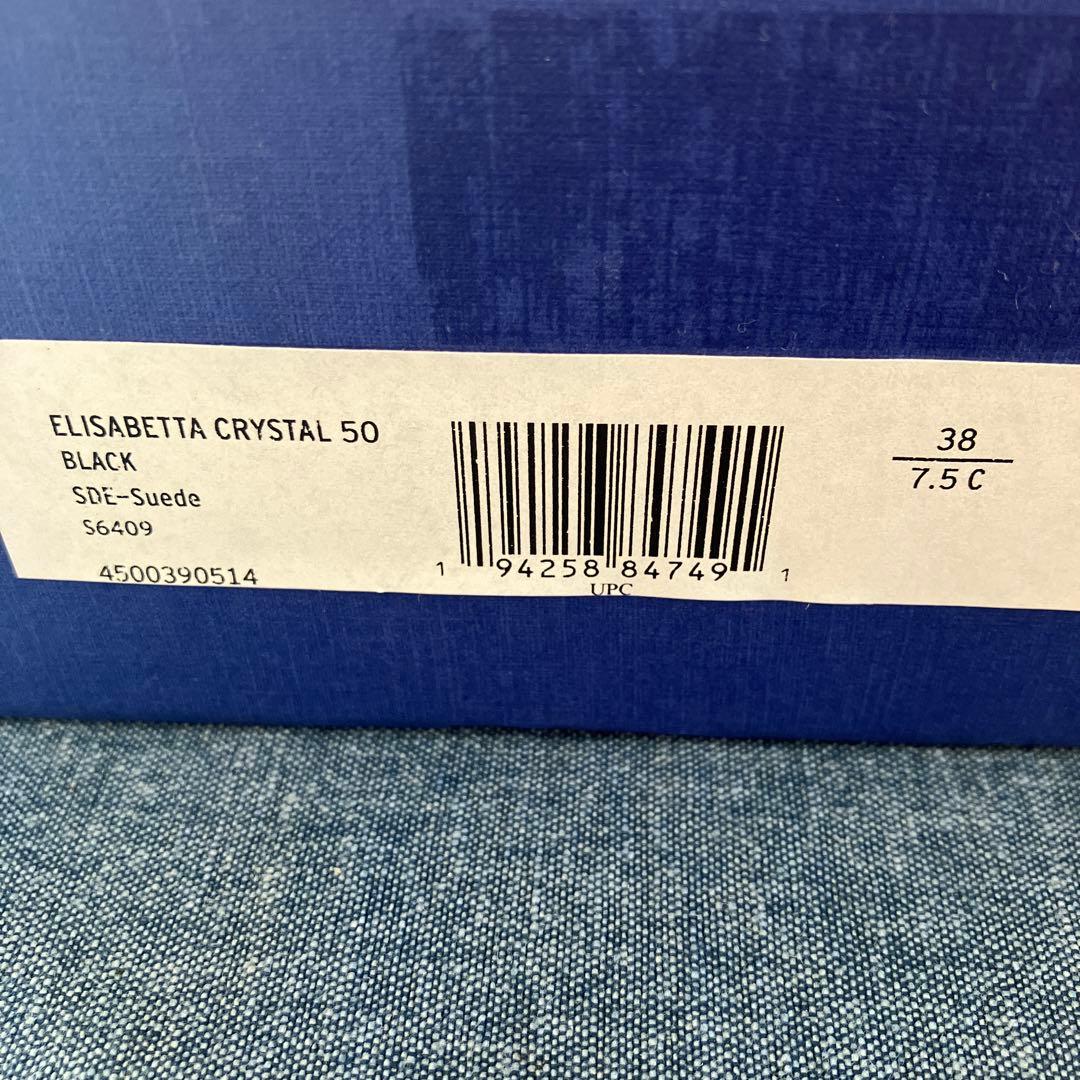 ELISABETTA CRYSTAL 50
BLACK
SDE-Suede
S6409
4500390514
1 94258 84749 1
UPC
38
7.5 C